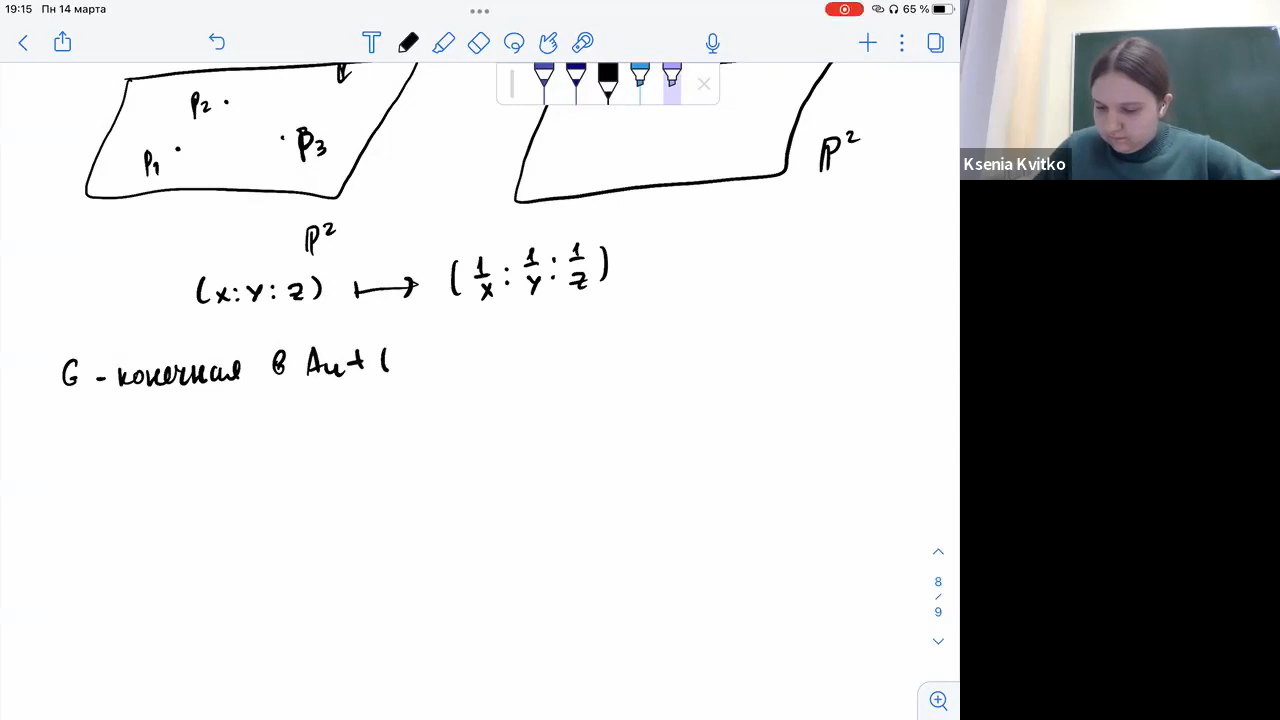 19:15 Пн 14 марта
65 %
P₂
P₁
P₃
ℙ²
ℙ²
(x:y:z) ↦ (1/x : 1/y : 1/z)
G - конечная в Aut (
Ksenia Kvitko
8
/
9